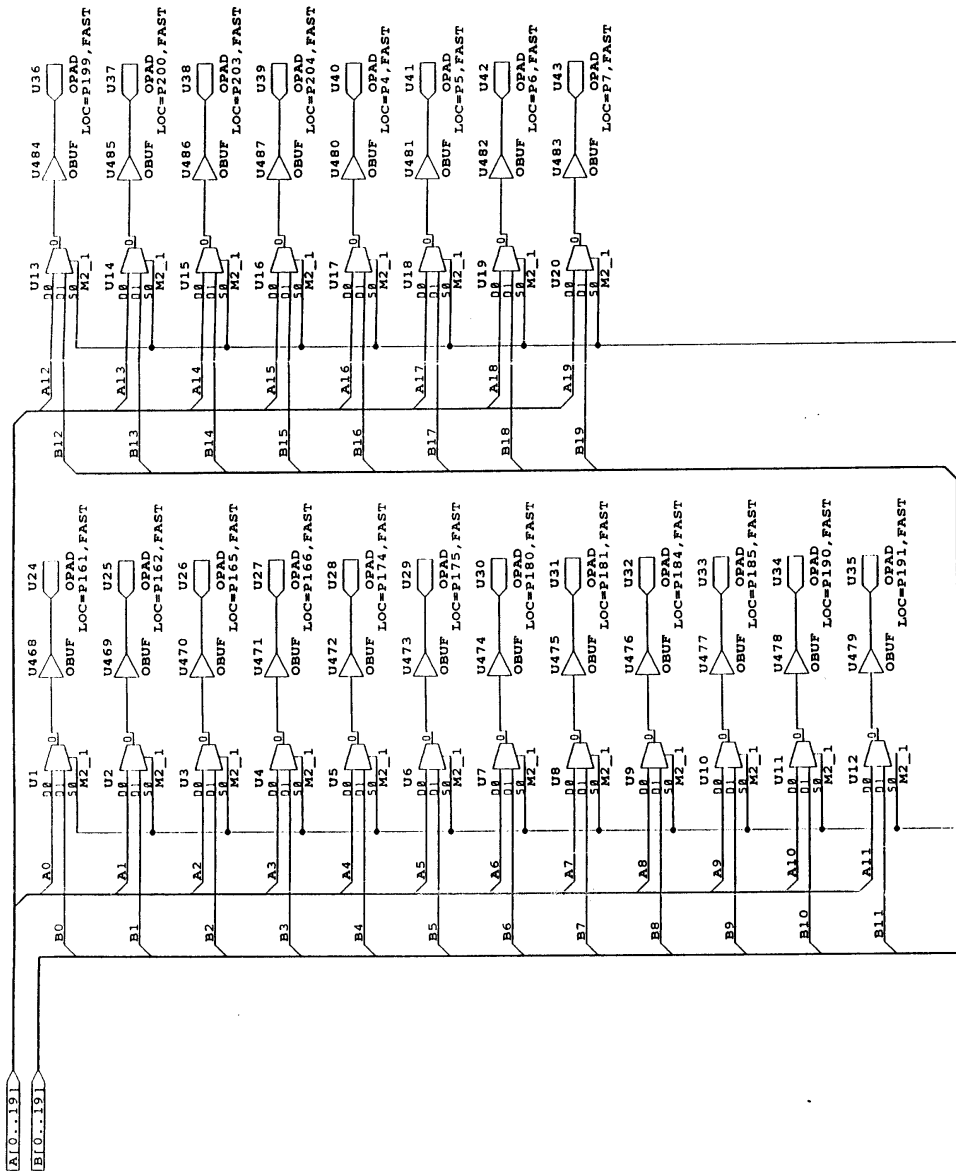 A[0..19]
B[0..19]
A0
B0
U1
D0
D1
S0
O
M2_1
U468
OBUF
U24
OPAD
LOC=P161,FAST
A1
B1
U2
D0
D1
S0
O
M2_1
U469
OBUF
U25
OPAD
LOC=P162,FAST
A2
B2
U3
D0
D1
S0
O
M2_1
U470
OBUF
U26
OPAD
LOC=P165,FAST
A3
B3
U4
D0
D1
S0
O
M2_1
U471
OBUF
U27
OPAD
LOC=P166,FAST
A4
B4
U5
D0
D1
S0
O
M2_1
U472
OBUF
U28
OPAD
LOC=P174,FAST
A5
B5
U6
D0
D1
S0
O
M2_1
U473
OBUF
U29
OPAD
LOC=P175,FAST
A6
B6
U7
D0
D1
S0
O
M2_1
U474
OBUF
U30
OPAD
LOC=P180,FAST
A7
B7
U8
D0
D1
S0
O
M2_1
U475
OBUF
U31
OPAD
LOC=P181,FAST
A8
B8
U9
D0
D1
S0
O
M2_1
U476
OBUF
U32
OPAD
LOC=P184,FAST
A9
B9
U10
D0
D1
S0
O
M2_1
U477
OBUF
U33
OPAD
LOC=P185,FAST
A10
B10
U11
D0
D1
S0
O
M2_1
U478
OBUF
U34
OPAD
LOC=P190,FAST
A11
B11
U12
D0
D1
S0
O
M2_1
U479
OBUF
U35
OPAD
LOC=P191,FAST
A12
B12
U13
D0
D1
S0
O
M2_1
U484
OBUF
U36
OPAD
LOC=P199,FAST
A13
B13
U14
D0
D1
S0
O
M2_1
U485
OBUF
U37
OPAD
LOC=P200,FAST
A14
B14
U15
D0
D1
S0
O
M2_1
U486
OBUF
U38
OPAD
LOC=P203,FAST
A15
B15
U16
D0
D1
S0
O
M2_1
U487
OBUF
U39
OPAD
LOC=P204,FAST
A16
B16
U17
D0
D1
S0
O
M2_1
U480
OBUF
U40
OPAD
LOC=P4,FAST
A17
B17
U18
D0
D1
S0
O
M2_1
U481
OBUF
U41
OPAD
LOC=P5,FAST
A18
B18
U19
D0
D1
S0
O
M2_1
U482
OBUF
U42
OPAD
LOC=P6,FAST
A19
B19
U20
D0
D1
S0
O
M2_1
U483
OBUF
U43
OPAD
LOC=P7,FAST